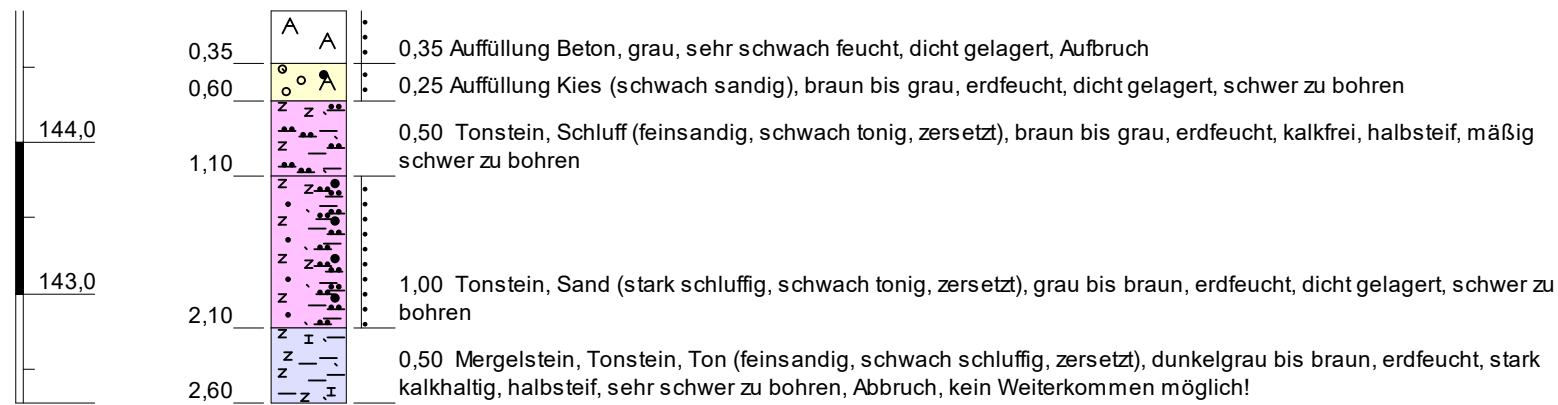 0,35
0,35 Auffüllung Beton, grau, sehr schwach feucht, dicht gelagert, Aufbruch
0,60
0,25 Auffüllung Kies (schwach sandig), braun bis grau, erdfeucht, dicht gelagert, schwer zu bohren
144,0
0,50 Tonstein, Schluff (feinsandig, schwach tonig, zersetzt), braun bis grau, erdfeucht, kalkfrei, halbsteif, mäßig
schwer zu bohren
1,10
143,0
1,00 Tonstein, Sand (stark schluffig, schwach tonig, zersetzt), grau bis braun, erdfeucht, dicht gelagert, schwer zu
bohren
2,10
0,50 Mergelstein, Tonstein, Ton (feinsandig, schwach schluffig, zersetzt), dunkelgrau bis braun, erdfeucht, stark
kalkhaltig, halbsteif, sehr schwer zu bohren, Abbruch, kein Weiterkommen möglich!
2,60